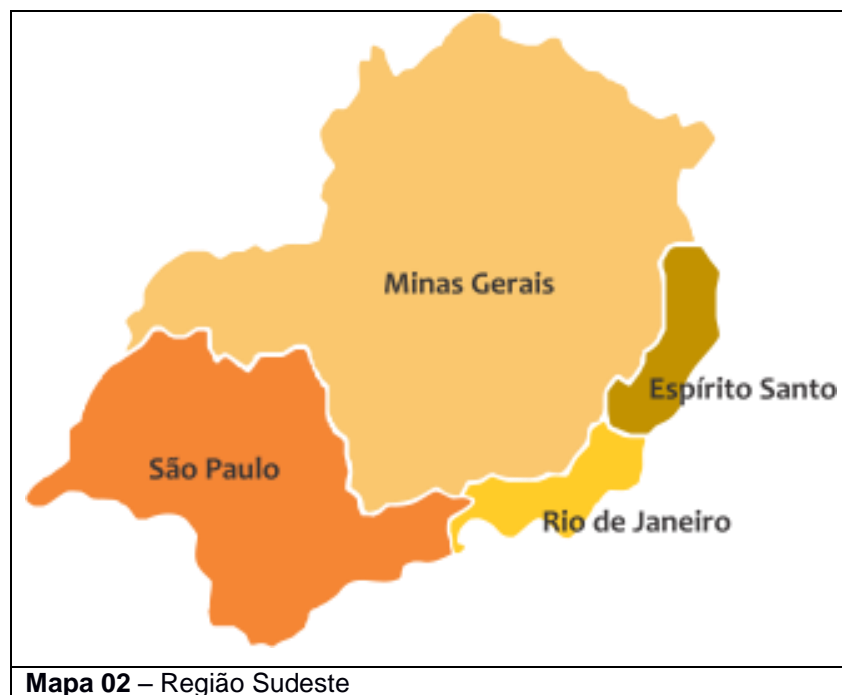 Minas Gerais
Espírito Santo
São Paulo
Rio de Janeiro
Mapa 02 – Região Sudeste